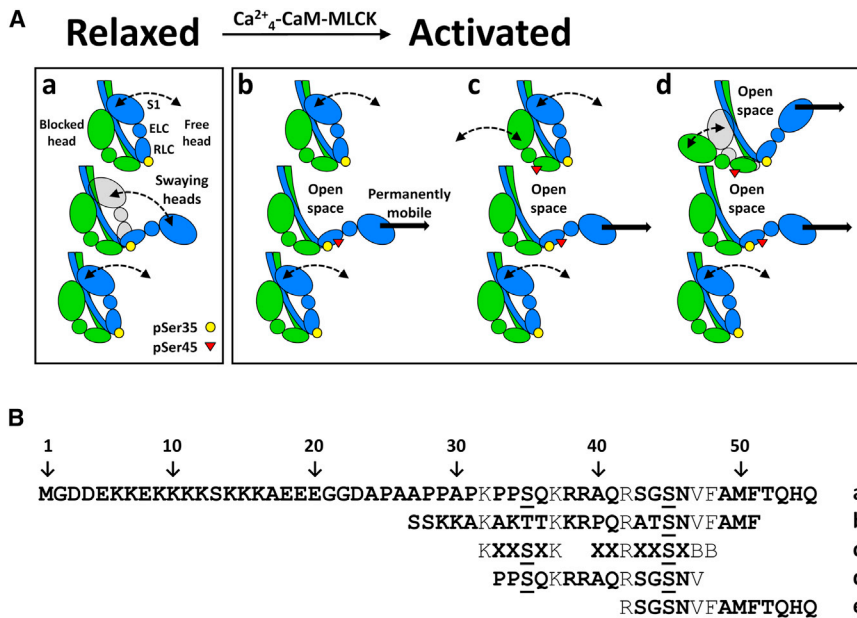 A
Relaxed Ca²⁺₄-CaM-MLCK Activated
a b c d
S1
Blocked head
ELC
Free head
RLC
Swaying heads
Open space
Permanently mobile
Open space
Open space
Open space
pSer35
pSer45
B
1 10 20 30 40 50
MGDDEKKEKKKKSKKKAEEEGGDAPAAPPAPKPPSQKRRAQRSGSNVFAMFTQHQ a
SSKKAKAKTTKKRPQRATSNVFAMF
KXXSXK XXRXXSXBB
PPSQKRRAQRSGSNV
RSGSNVFAMFTQHQ e